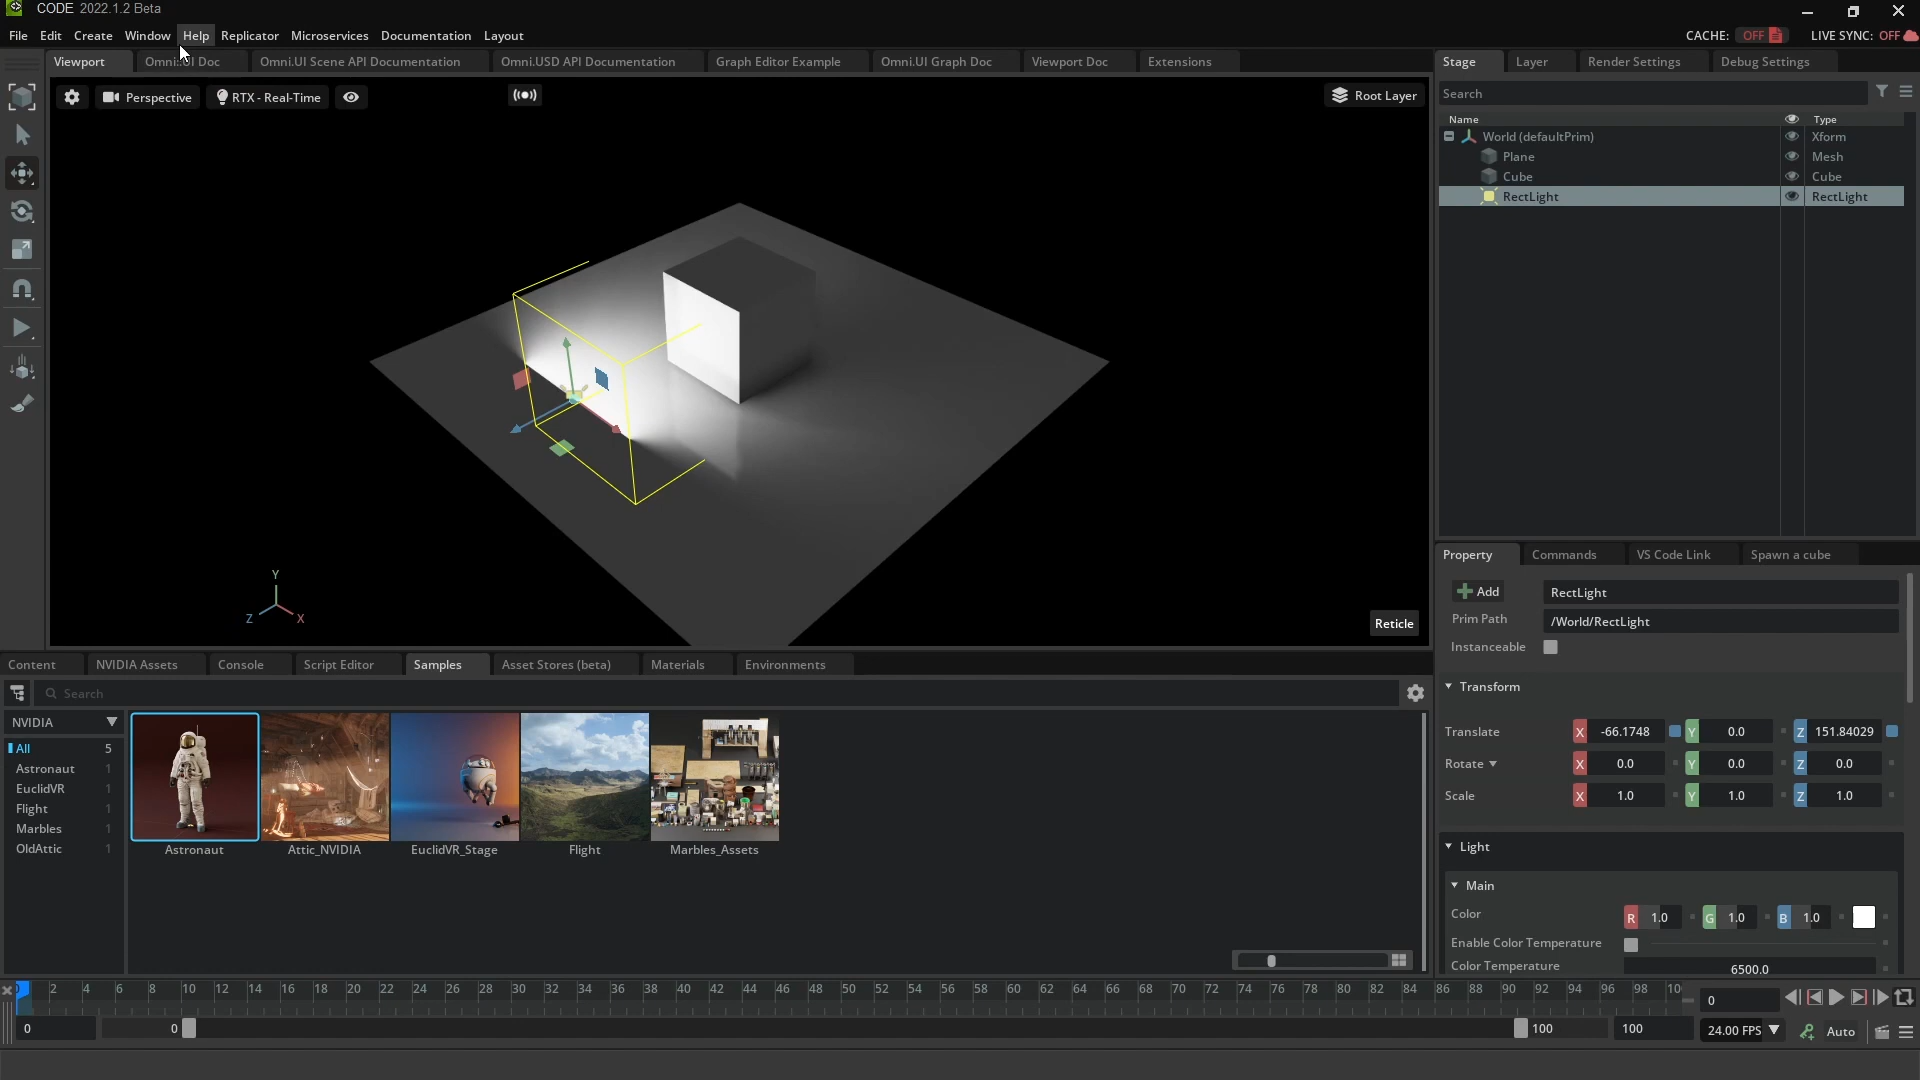 CODE 2022.1.2 Beta
File Edit Create Window Help Replicator Microservices Documentation Layout
CACHE: OFF LIVE SYNC: OFF
Viewport Omni.UI Doc Omni.UI Scene API Documentation Omni.USD API Documentation Graph Editor Example Omni.UI Graph Doc Viewport Doc Extensions
Stage Layer Render Settings Debug Settings
Perspective RTX - Real-Time
Root Layer
Search
Name Type
World (defaultPrim) Xform
Plane Mesh
Cube Cube
RectLight RectLight
Y
Z X
Reticle
Property Commands VS Code Link Spawn a cube
Add RectLight
Prim Path /World/RectLight
Instanceable
Transform
Translate X -66.1748 Y 0.0 Z 151.84029
Rotate X 0.0 Y 0.0 Z 0.0
Scale X 1.0 Y 1.0 Z 1.0
Light
Main
Color R 1.0 G 1.0 B 1.0
Enable Color Temperature
Color Temperature 6500.0
Content NVIDIA Assets Console Script Editor Samples Asset Stores (beta) Materials Environments
Search
NVIDIA
All 5
Astronaut 1
EuclidVR 1
Flight 1
Marbles 1
OldAttic 1
Astronaut Attic_NVIDIA EuclidVR_Stage Flight Marbles_Assets
2 4 6 8 10 12 14 16 18 20 22 24 26 28 30 32 34 36 38 40 42 44 46 48 50 52 54 56 58 60 62 64 66 68 70 72 74 76 78 80 82 84 86 88 90 92 94 96 98
0
0 0 100 100 24.00 FPS Auto